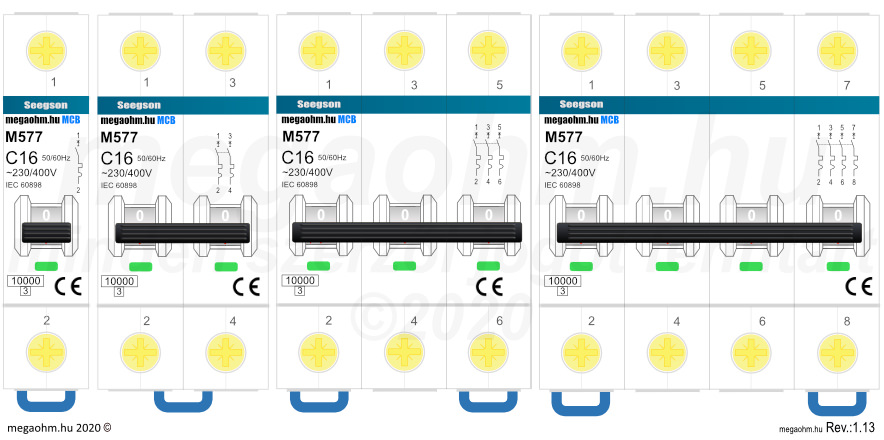 1
Seegson
megaohm.hu MCB
M577
C16 50/60Hz
~230/400V
IEC 60898
1
2
0
10000
3
CE
2
1 3
Seegson
megaohm.hu MCB
M577
C16 50/60Hz
~230/400V
IEC 60898
1 3
2 4
0 0
10000
3
CE
2 4
1 3 5
Seegson
megaohm.hu MCB
M577
C16 50/60Hz
~230/400V
IEC 60898
1 3 5
2 4 6
0 0 0
10000
3
CE
2 4 6
1 3 5 7
Seegson
megaohm.hu MCB
M577
C16 50/60Hz
~230/400V
IEC 60898
1 3 5 7
2 4 6 8
0 0 0 0
10000
3
CE
2 4 6 8
megaohm.hu
©2020
megaohm.hu 2020 ©
megaohm.hu Rev.:1.13